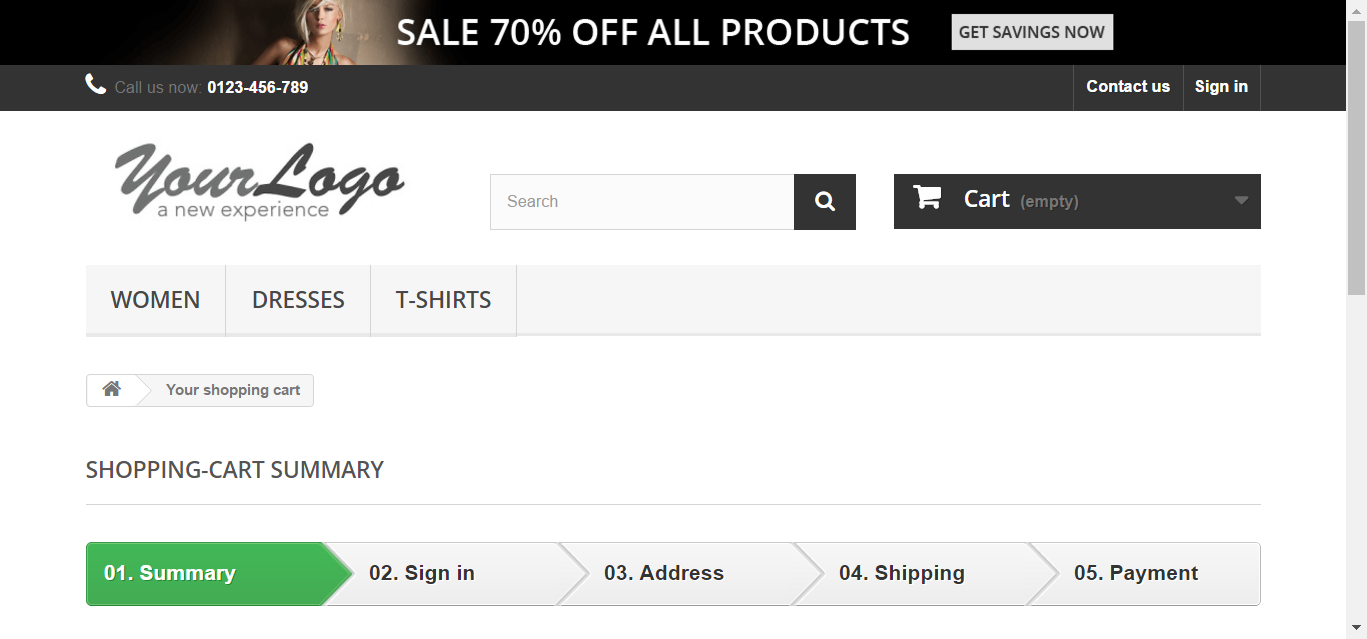 SALE 70% OFF ALL PRODUCTS GET SAVINGS NOW
Call us now: 0123-456-789 Contact us Sign in
Your Logo
a new experience
Search
Cart (empty)
WOMEN DRESSES T-SHIRTS
Your shopping cart
SHOPPING-CART SUMMARY
01. Summary 02. Sign in 03. Address 04. Shipping 05. Payment